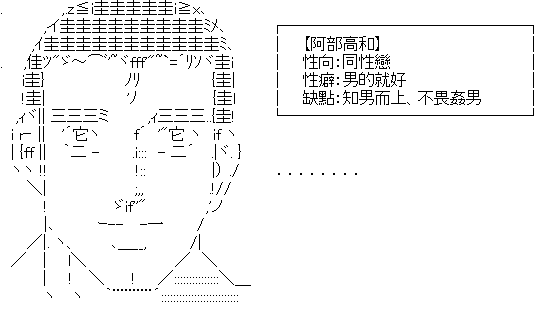 【阿部高和】
性向：同性戀
性癖：男的就好
缺點：知男而上、不畏姦男
. . . . . . . .